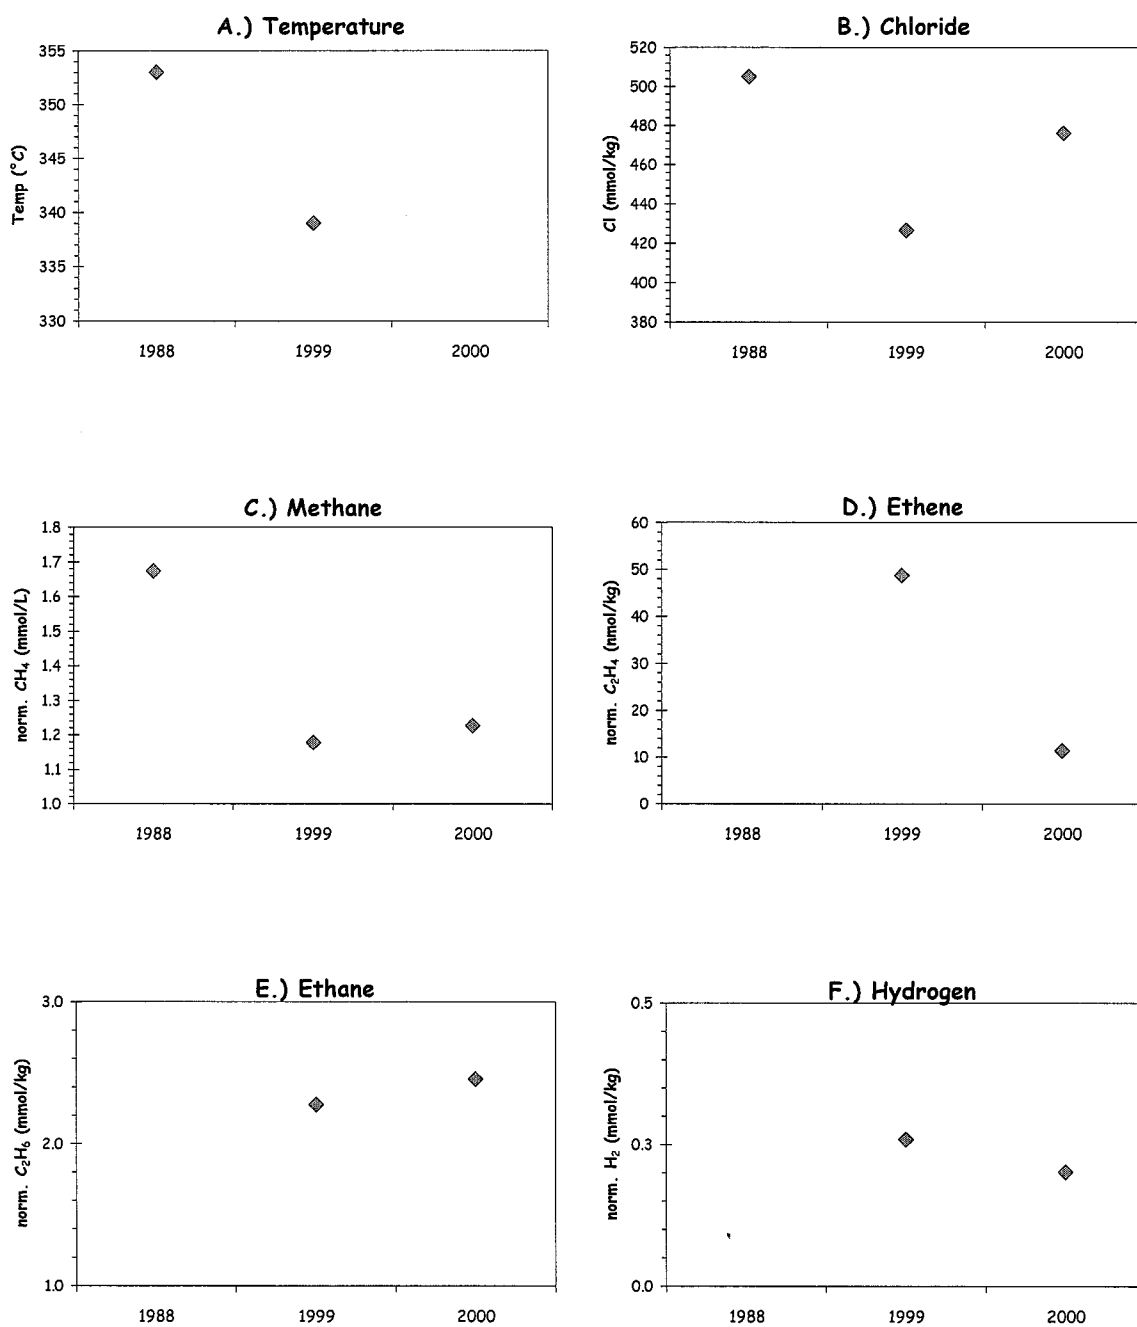 A.) Temperature
Temp (°C)
355
350
345
340
335
330
1988 1999 2000
B.) Chloride
Cl (mmol/kg)
520
500
480
460
440
420
400
380
1988 1999 2000
C.) Methane
norm. CH₄ (mmol/L)
1.8
1.7
1.6
1.5
1.4
1.3
1.2
1.1
1.0
1988 1999 2000
D.) Ethene
norm. C₂H₄ (nmol/kg)
60
50
40
30
20
10
0
1988 1999 2000
E.) Ethane
norm. C₂H₆ (mmol/kg)
3.0
2.0
1.0
1988 1999 2000
F.) Hydrogen
norm. H₂ (mmol/kg)
0.5
0.3
0.0
1988 1999 2000